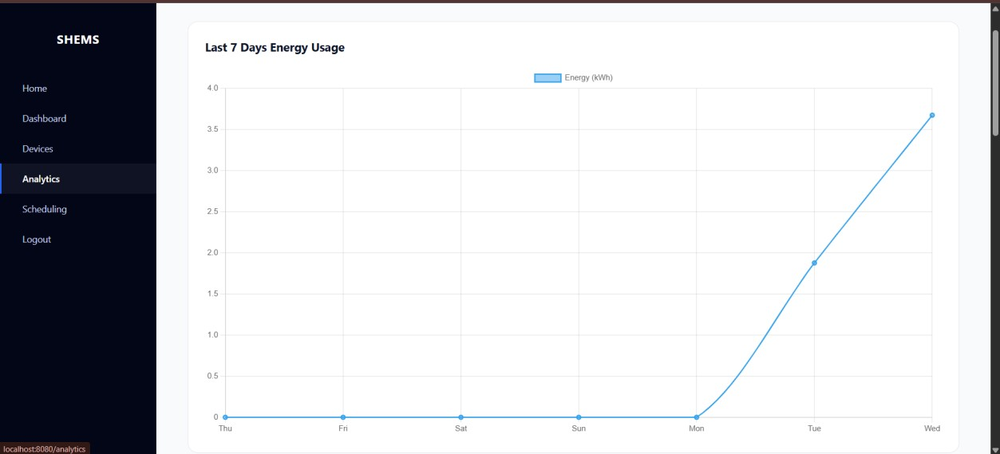 SHEMS
Home
Dashboard
Devices
Analytics
Scheduling
Logout
Last 7 Days Energy Usage
Energy (kWh)
4.0
3.5
3.0
2.5
2.0
1.5
1.0
0.5
0
Thu Fri Sat Sun Mon Tue Wed
localhost:8080/analytics